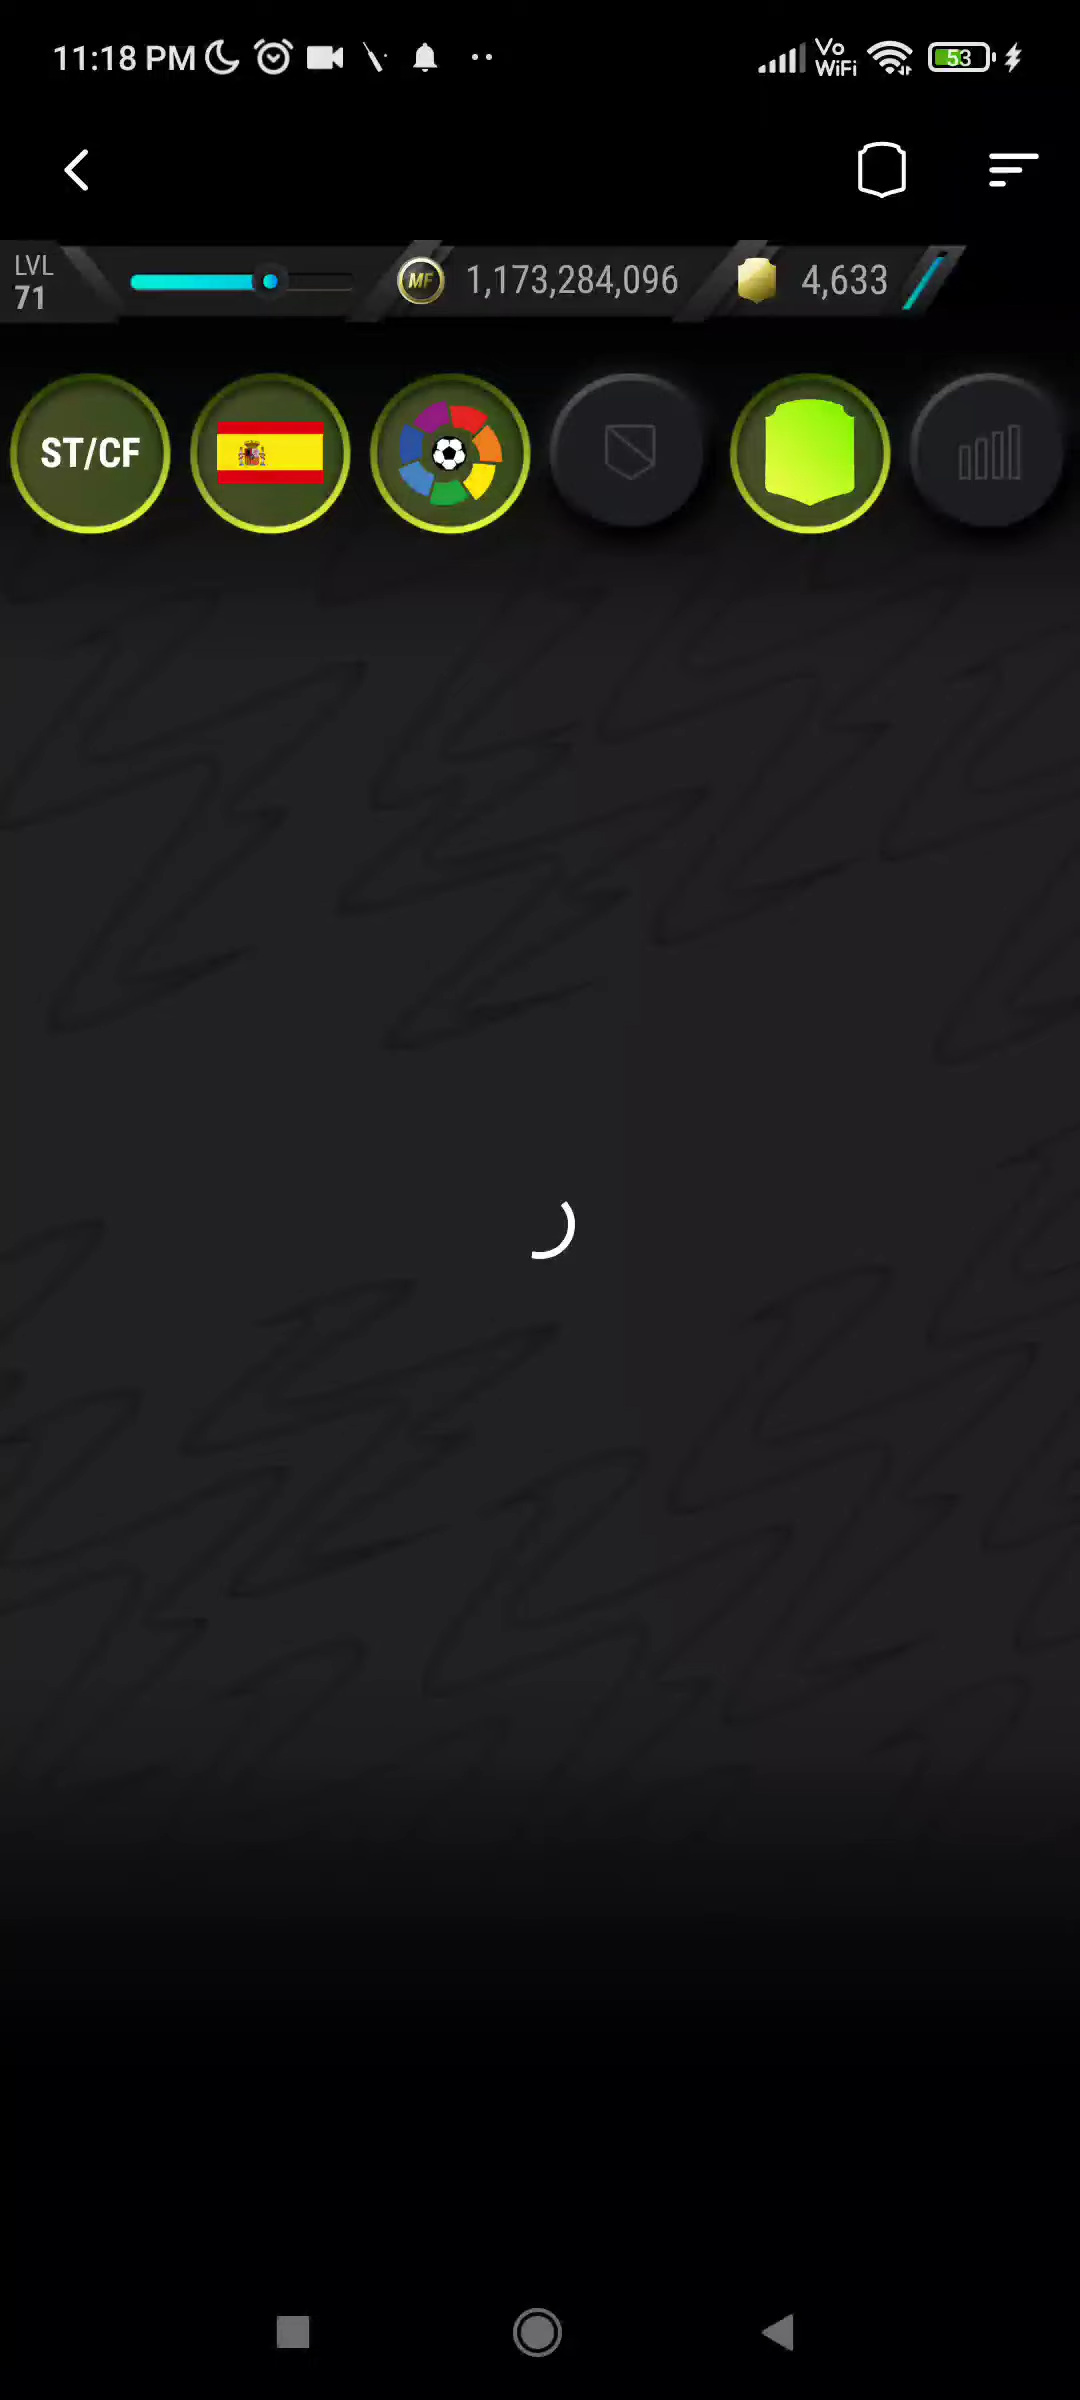 11:18 PM
Vo
WiFi
53
LVL
71
MF
1,173,284,096
4,633
ST/CF